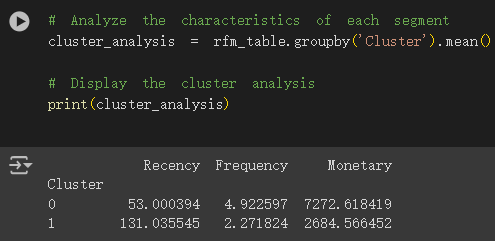 # Analyze the characteristics of each segment
cluster_analysis = rfm_table.groupby('Cluster').mean()
# Display the cluster analysis
print(cluster_analysis)
Recency Frequency Monetary
Cluster
0 53.000394 4.922597 7272.618419
1 131.035545 2.271824 2684.566452